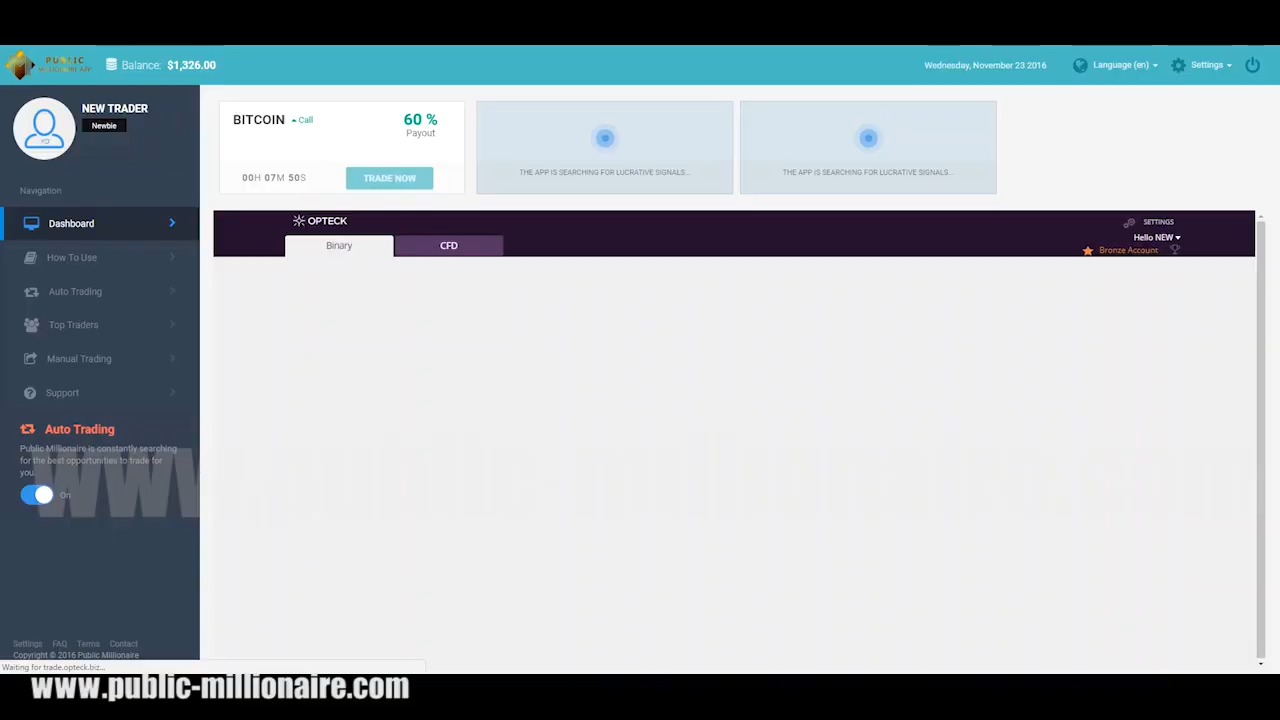 PUBLIC
MILLIONAIRE APP
Balance: $1,326.00
Wednesday, November 23 2016
Language (en)
Settings
NEW TRADER
Newbie
Navigation
Dashboard
How To Use
Auto Trading
Top Traders
Manual Trading
Support
Auto Trading
Public Millionaire is constantly searching
for the best opportunities to trade for
you.
On
Settings FAQ Terms Contact
Copyright © 2016 Public Millionaire
BITCOIN Call
60 %
Payout
00H 07M 50S
TRADE NOW
THE APP IS SEARCHING FOR LUCRATIVE SIGNALS...
THE APP IS SEARCHING FOR LUCRATIVE SIGNALS...
OPTECK
SETTINGS
Hello NEW
Bronze Account
Binary
CFD
Waiting for trade.opteck.biz...
www.public-millionaire.com